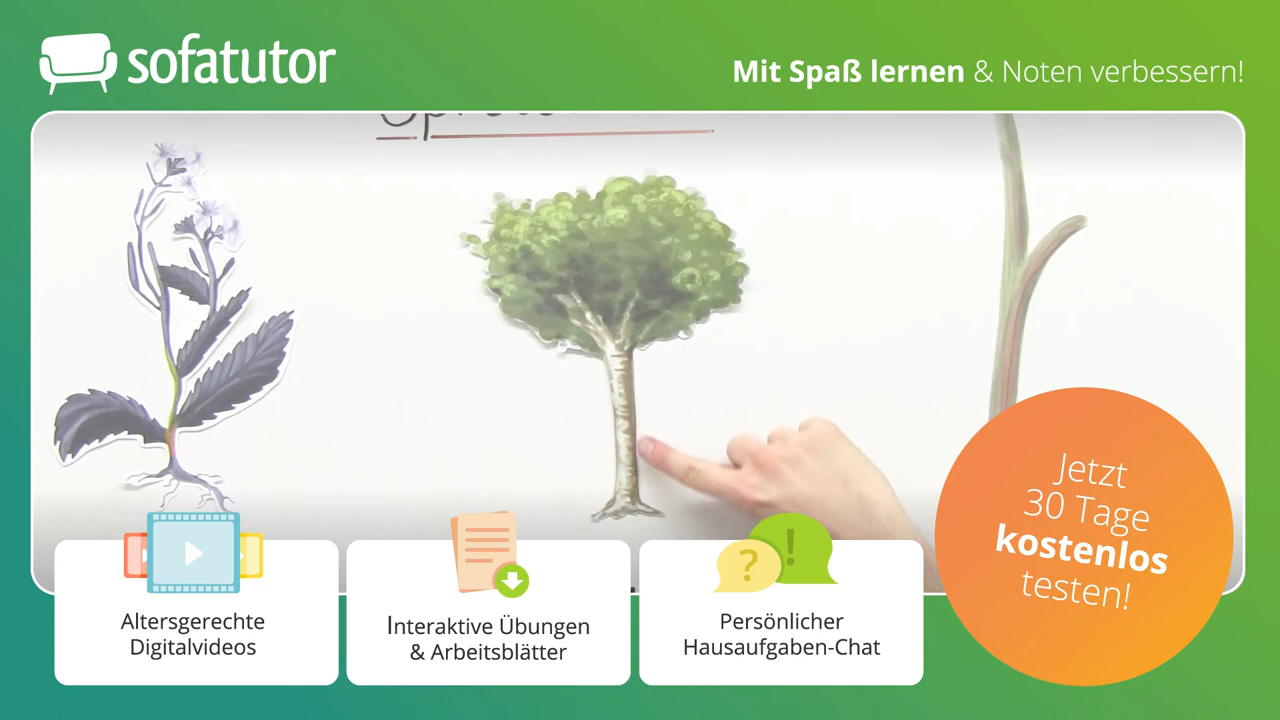 sofatutor
Mit Spaß lernen & Noten verbessern!
Jetzt
30 Tage
kostenlos
testen!
?
!
Altersgerechte
Digitalvideos
Interaktive Übungen
& Arbeitsblätter
Persönlicher
Hausaufgaben-Chat